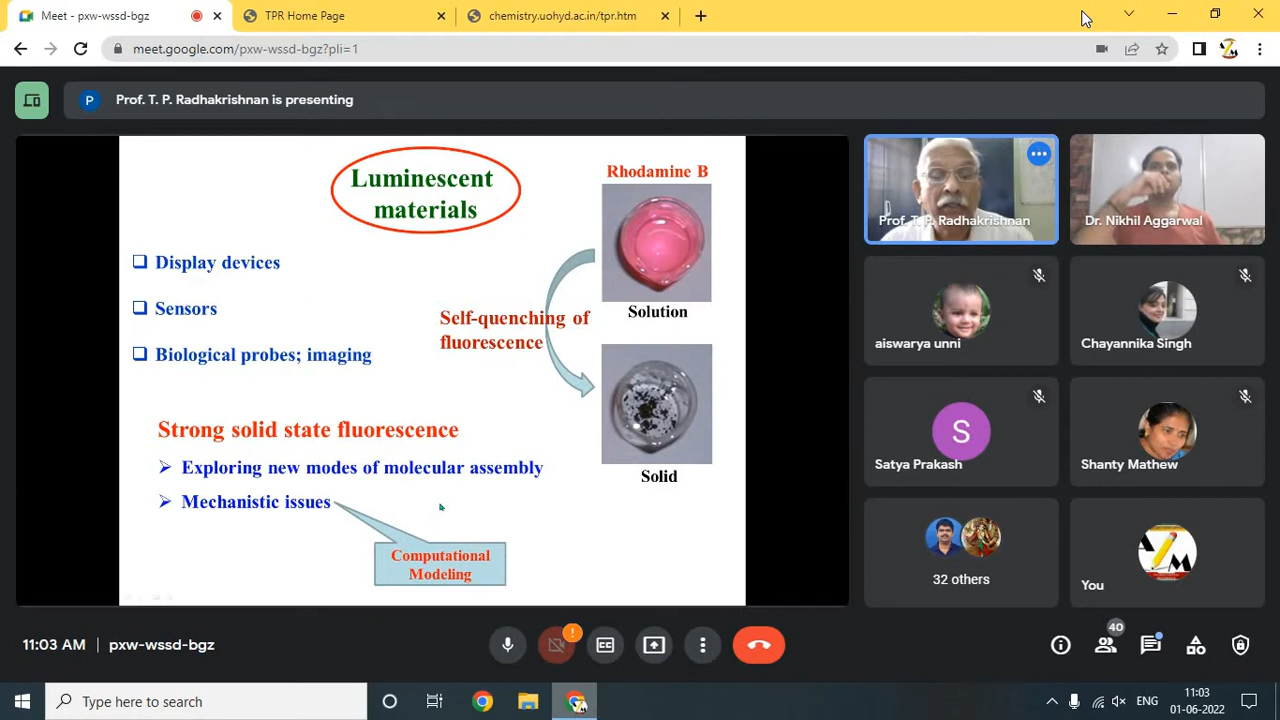 Meet - pxw-wssd-bgz
TPR Home Page
chemistry.uohyd.ac.in/tpr.htm
meet.google.com/pxw-wssd-bgz?pli=1
P
Prof. T. P. Radhakrishnan is presenting
Luminescent
materials
Display devices
Sensors
Biological probes; imaging
Self-quenching of
fluorescence
Rhodamine B
Solution
Solid
Strong solid state fluorescence
Exploring new modes of molecular assembly
Mechanistic issues
Computational
Modeling
Prof. T. P. Radhakrishnan
Dr. Nikhil Aggarwal
aiswarya unni
Chayannika Singh
S
Satya Prakash
Shanty Mathew
32 others
You
11:03 AM
pxw-wssd-bgz
40
Type here to search
ENG
11:03
01-06-2022